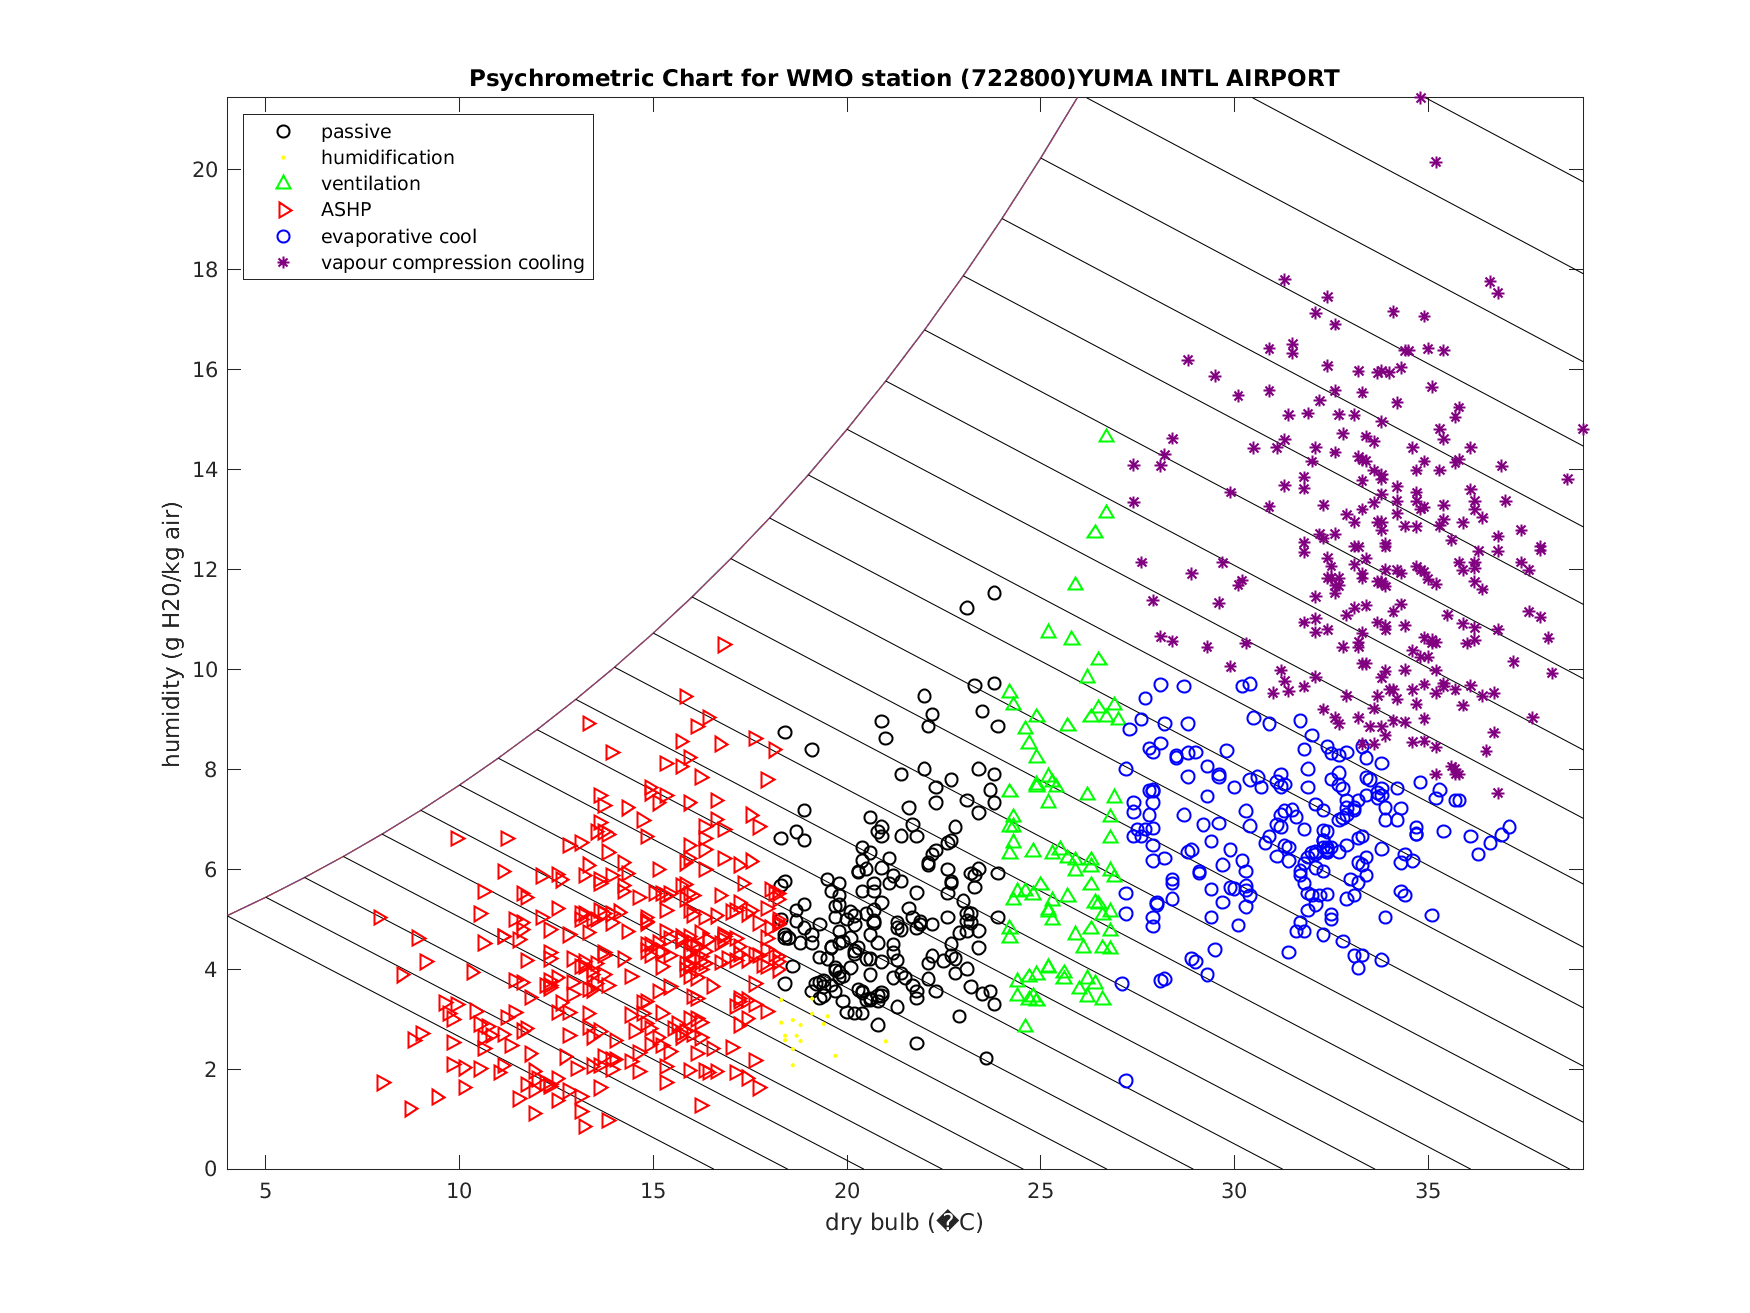 Psychrometric Chart for WMO station (722800)YUMA INTL AIRPORT
passive
humidification
ventilation
ASHP
evaporative cool
vapour compression cooling
humidity (g H20/kg air)
20
18
16
14
12
10
8
6
4
2
0
5 10 15 20 25 30 35
dry bulb (�C)